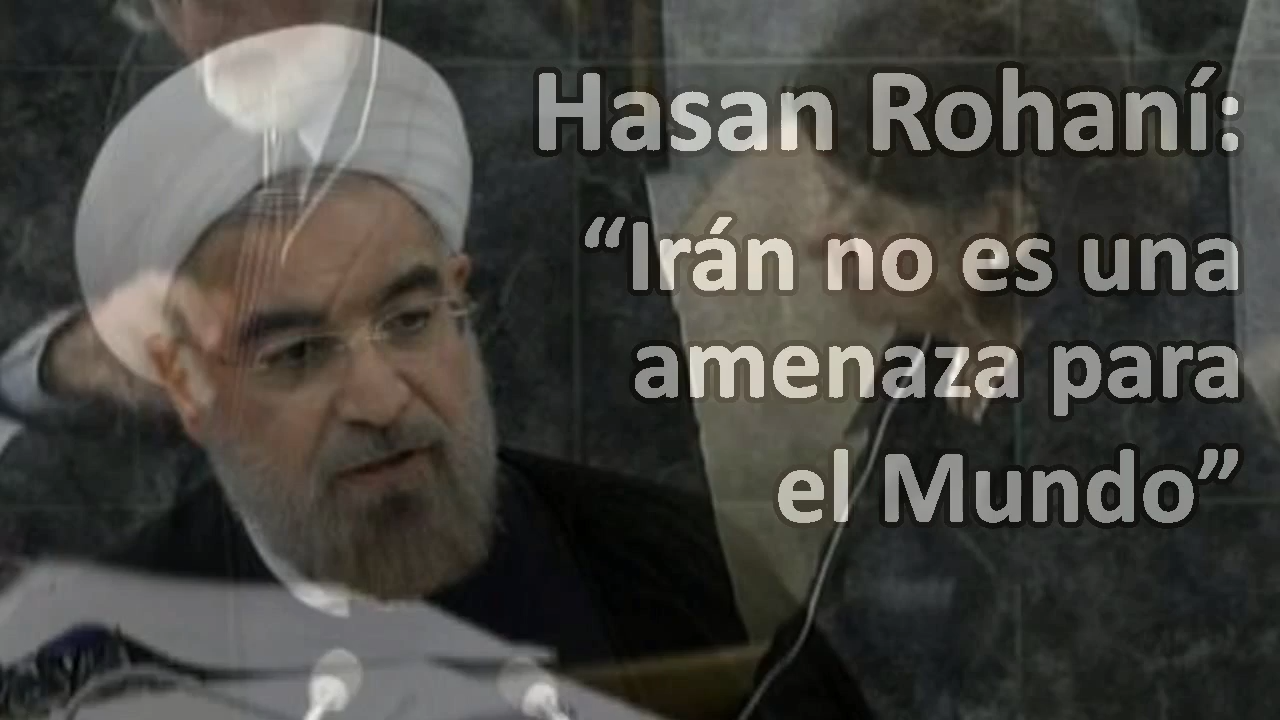 Hasan Rohaní:
“Irán no es una
amenaza para
el Mundo”